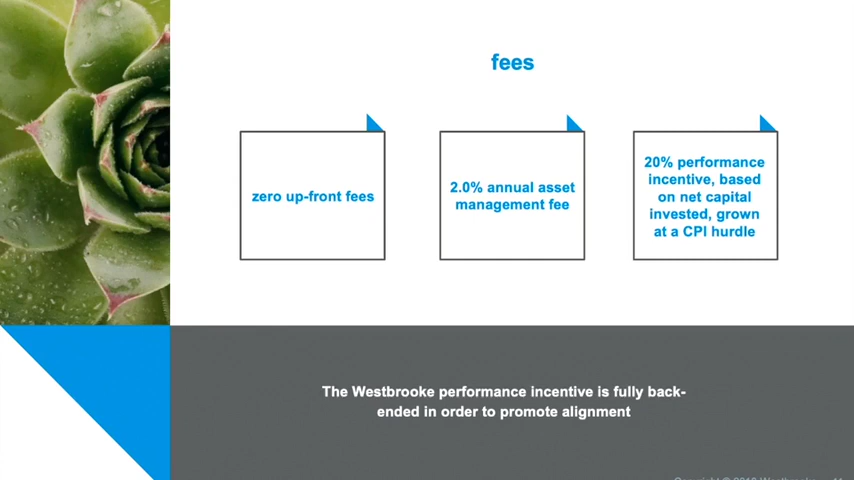 fees
zero up-front fees
2.0% annual asset
management fee
20% performance
incentive, based
on net capital
invested, grown
at a CPI hurdle
The Westbrooke performance incentive is fully back-
ended in order to promote alignment